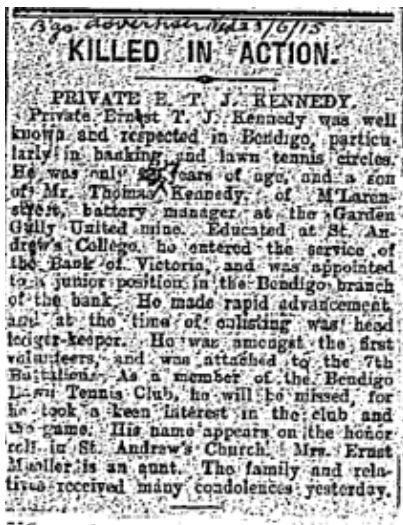 B'go Advertiser Wed 23/6/15
KILLED IN ACTION.
PRIVATE E. T. J. KENNEDY.
Private Ernest T. J. Kennedy was well
known and respected in Bendigo, particu-
larly in banking and lawn tennis circles.
He was only years of age, and a son
of Mr. Thomas Kennedy, of M'Laren-
street, battery manager at the Garden
Gully United mine. Educated at St. An-
drew's College, he entered the service of
the Bank of Victoria, and was appointed
to a junior position in the Bendigo branch
of the bank. He made rapid advancement,
and at the time of enlisting was head
ledger-keeper. He was amongst the first
volunteers, and was attached to the 7th
Battalion. As a member of the Bendigo
Lawn Tennis Club, he will be missed, for
he took a keen interest in the club and
the game. His name appears on the honor
roll in St. Andrew's Church. Mrs. Ernst
Mueller is an aunt. The family and rela-
tives received many condolences yesterday.